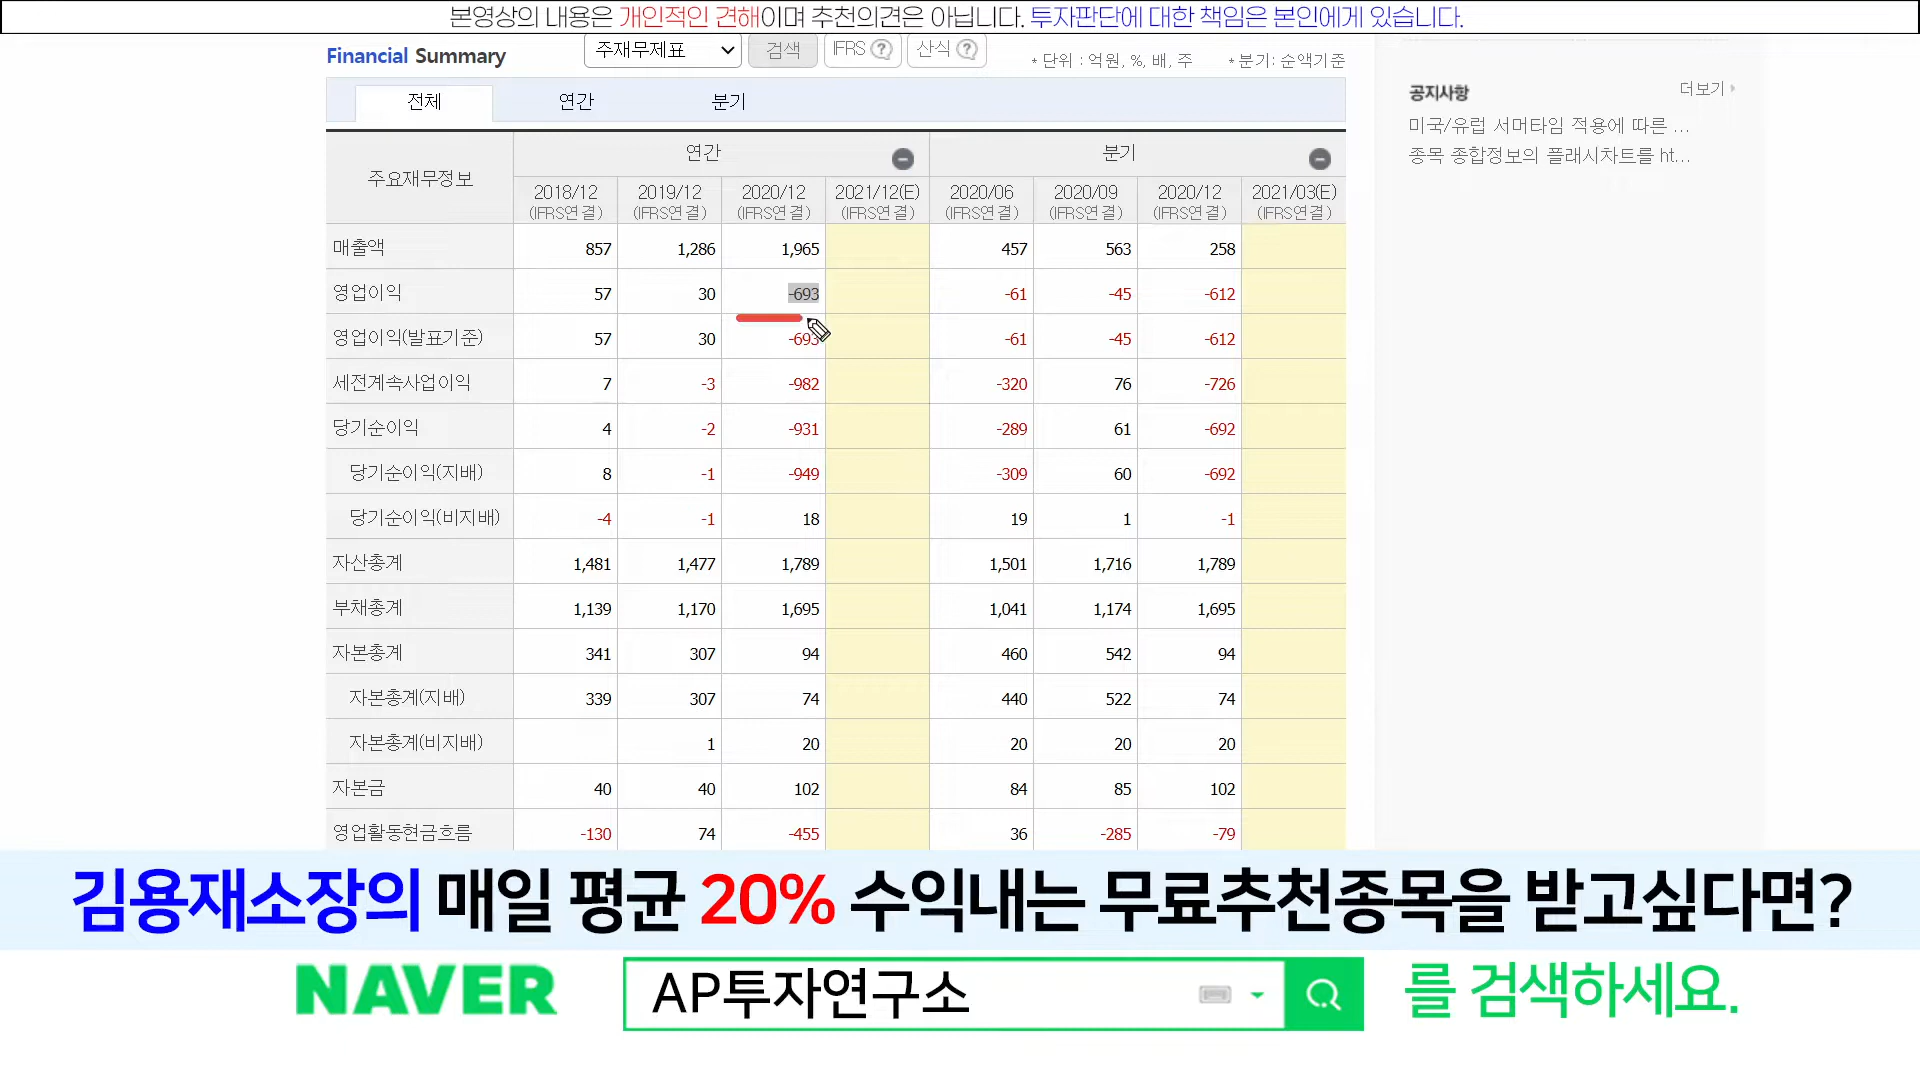 본영상의 내용은 개인적인 견해이며 추천의견은 아닙니다. 투자판단에 대한 책임은 본인에게 있습니다.
Financial Summary 주재무제표 검색 IFRS ? 산식 ? * 단위 : 억원, %, 배, 주 * 분기: 순액기준
전체 연간 분기
주요재무정보 연간 분기
2018/12 2019/12 2020/12 2021/12(E) 2020/06 2020/09 2020/12 2021/03(E)
(IFRS연결) (IFRS연결) (IFRS연결) (IFRS연결) (IFRS연결) (IFRS연결) (IFRS연결) (IFRS연결)
매출액 857 1,286 1,965 457 563 258
영업이익 57 30 -693 -61 -45 -612
영업이익(발표기준) 57 30 -693 -61 -45 -612
세전계속사업이익 7 -3 -982 -320 76 -726
당기순이익 4 -2 -931 -289 61 -692
당기순이익(지배) 8 -1 -949 -309 60 -692
당기순이익(비지배) -4 -1 18 19 1 -1
자산총계 1,481 1,477 1,789 1,501 1,716 1,789
부채총계 1,139 1,170 1,695 1,041 1,174 1,695
자본총계 341 307 94 460 542 94
자본총계(지배) 339 307 74 440 522 74
자본총계(비지배) 1 20 20 20 20
자본금 40 40 102 84 85 102
영업활동현금흐름 -130 74 -455 36 -285 -79
공지사항 더보기
미국/유럽 서머타임 적용에 따른 ...
종목 종합정보의 플래시차트를 ht...
김용재소장의 매일 평균 20% 수익내는 무료추천종목을 받고싶다면?
NAVER AP투자연구소 를 검색하세요.